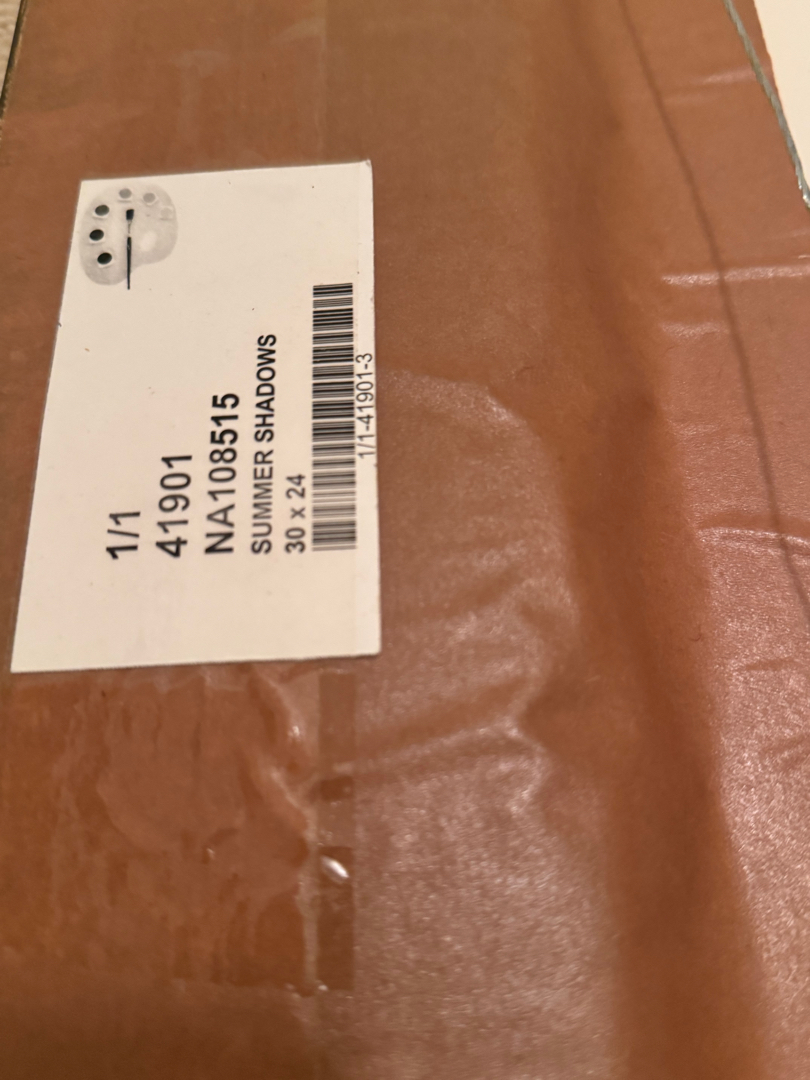 1/1
41901
NA108515
SUMMER SHADOWS
30 x 24
1/1-41901-3